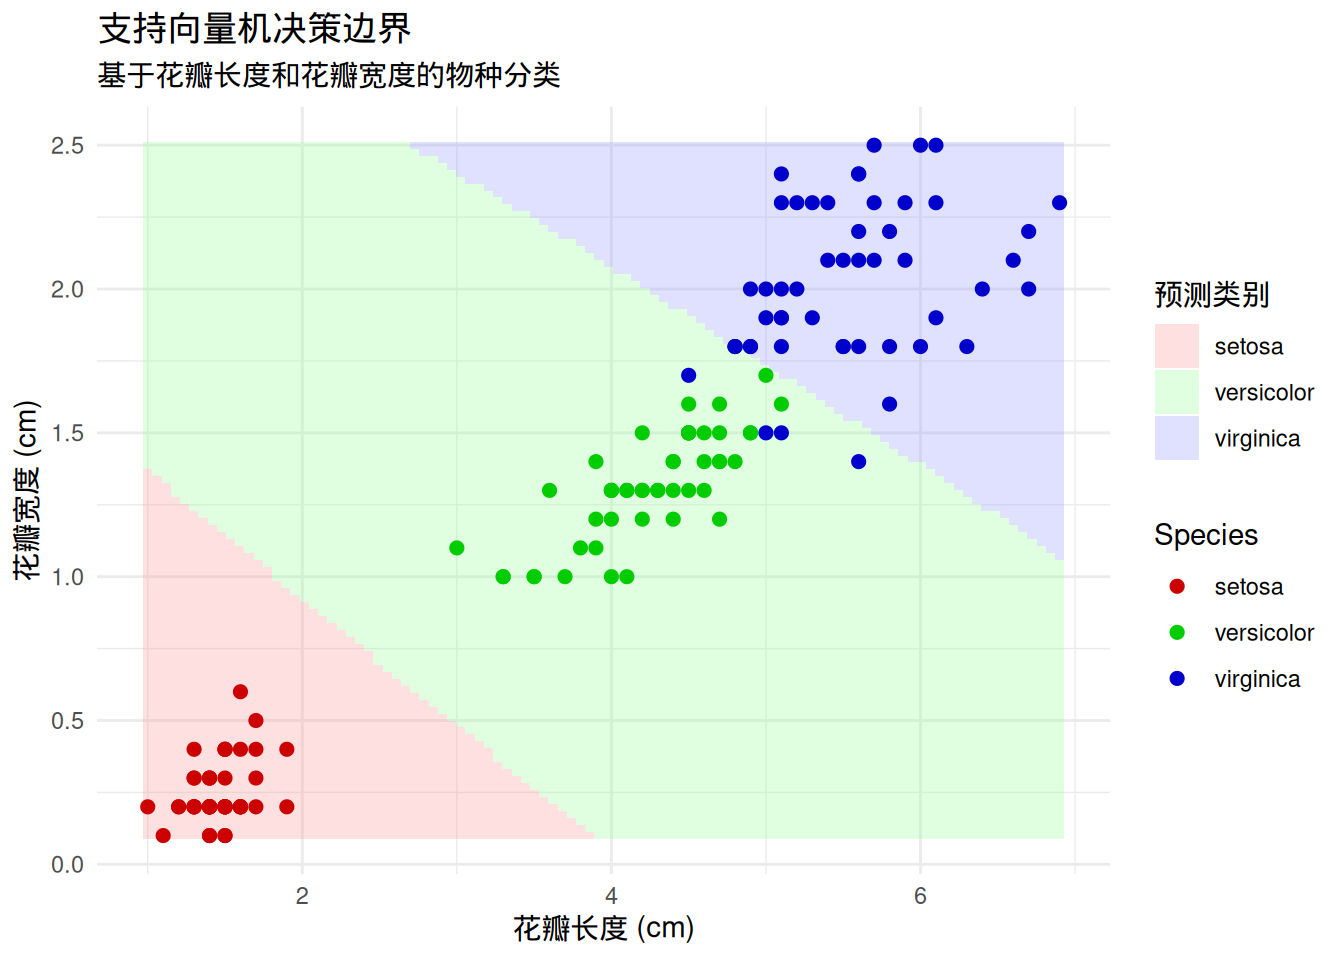 支持向量机决策边界
基于花瓣长度和花瓣宽度的物种分类
花瓣宽度 (cm)
2.5
2.0
1.5
1.0
0.5
0.0
2 4 6
花瓣长度 (cm)
预测类别
setosa
versicolor
virginica
Species
setosa
versicolor
virginica